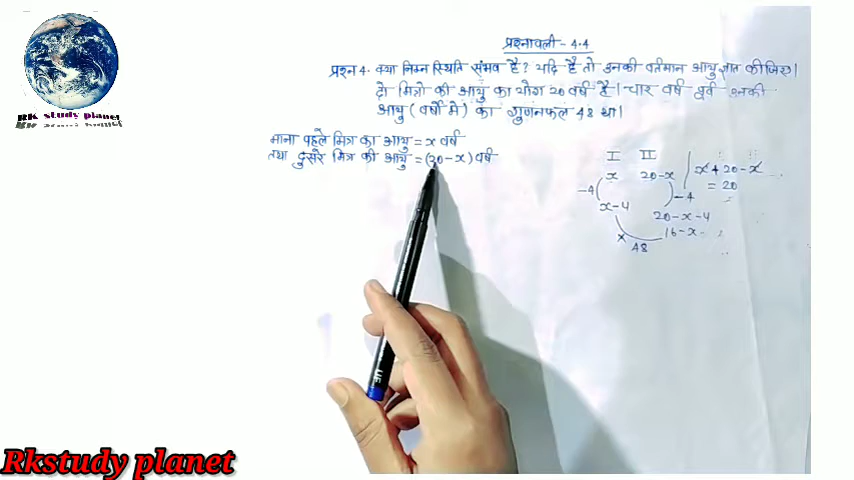 RK study planet
प्रश्नावली - 4.4
प्रश्न 4. क्या निम्न स्थिति संभव है? यदि है तो उनकी वर्तमान आयु ज्ञात कीजिए।
दो मित्रो की आयु का योग 20 वर्ष है। चार वर्ष पूर्व उनकी
आयु (वर्षो मे) का गुणनफल 48 था।
माना पहले मित्र का आयु = x वर्ष
तथा दुसरे मित्र की आयु = (20 - x) वर्ष
I II
x 20-x
x + 20 - x
= 20
-4 -4
x-4
20-x-4
16-x
x
48
Rkstudy planet